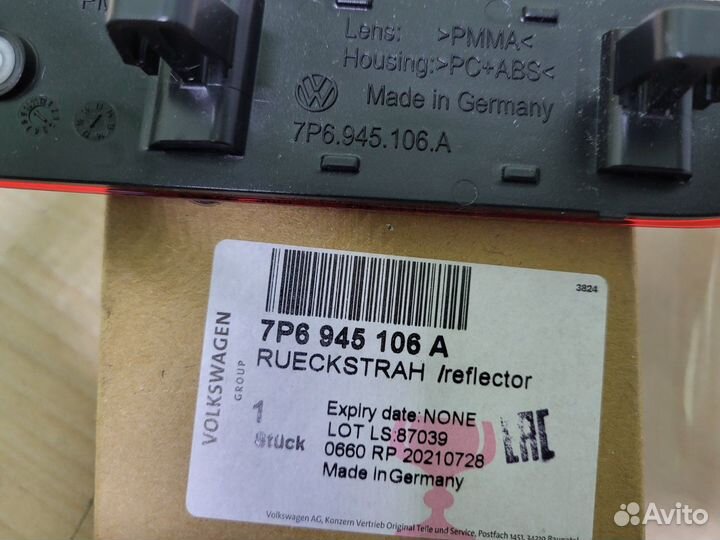 Lens: >PMMA<
Housing:>PC+ABS<
Made in Germany
7P6.945.106.A
3824
7P6 945 106 A
RUECKSTRAH /reflector
VOLKSWAGEN
GROUP
1
Stück
Expiry date:NONE
LOT LS:87039
0660 RP 20210728
Made in Germany
EAC
Volkswagen AG, Konzern Vertrieb Original Teile und Service, Postfach 1451, 34219 Baunatal
Avito